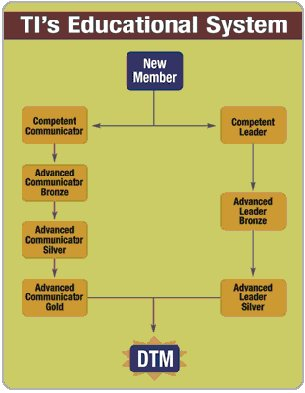 TI's Educational System
New
Member
Competent
Communicator
Competent
Leader
Advanced
Communicator
Bronze
Advanced
Leader
Bronze
Advanced
Communicator
Silver
Advanced
Communicator
Gold
Advanced
Leader
Silver
DTM